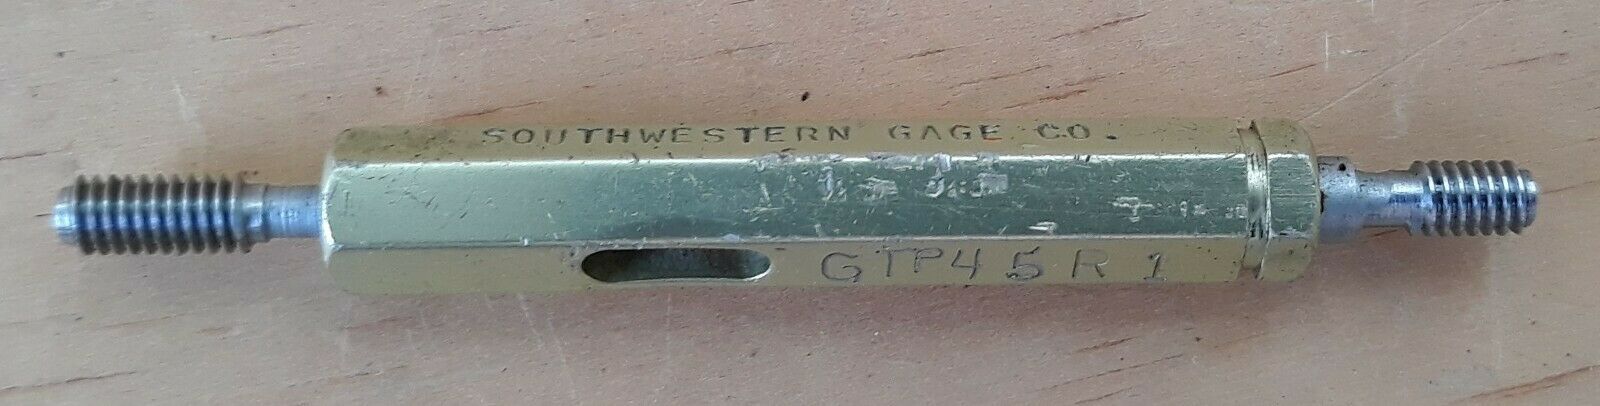 SOUTHWESTERN GAGE CO.
GTP45R1